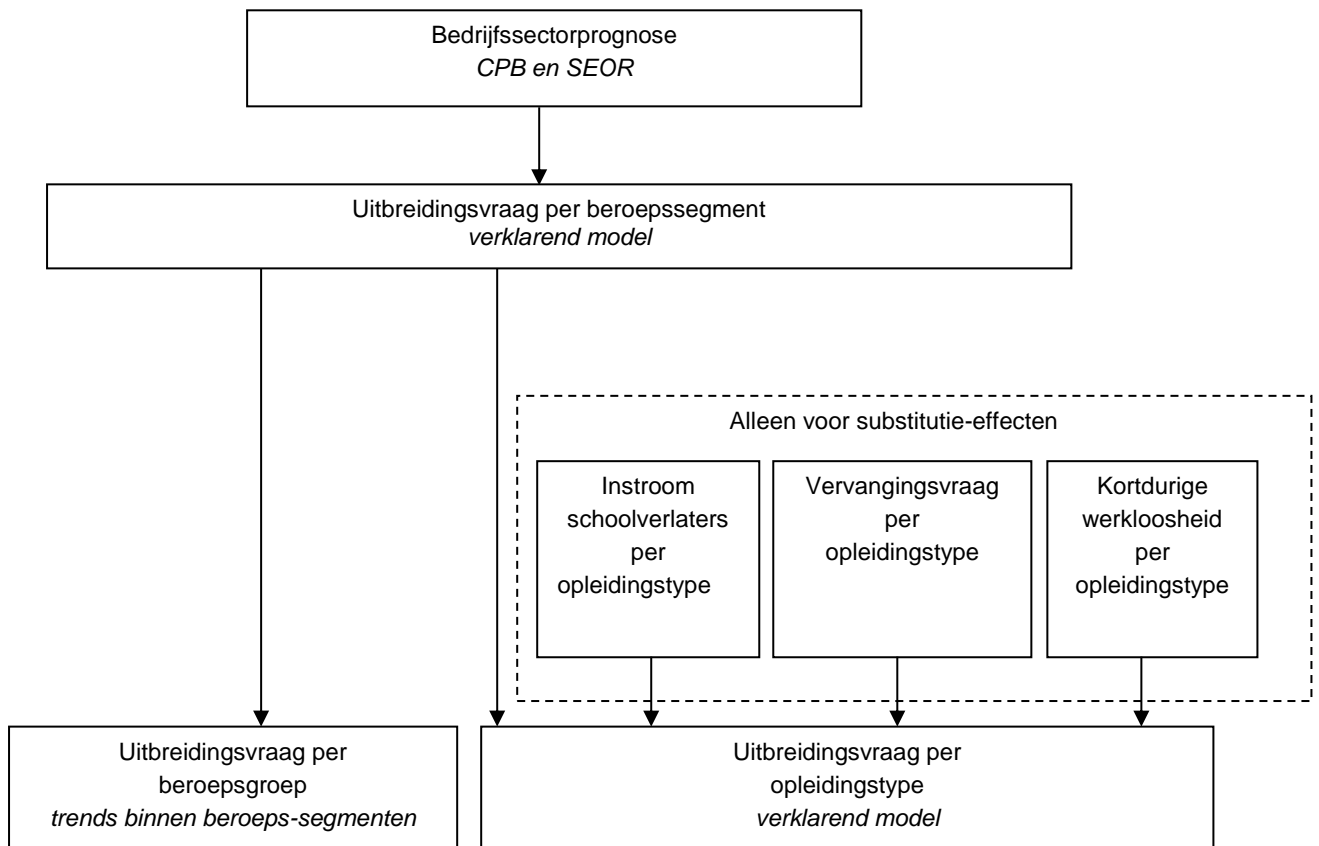 Bedrijfssectorprognose
CPB en SEOR
Uitbreidingsvraag per beroepssegment
verklarend model
Alleen voor substitutie-effecten
Instroom
schoolverlaters
per
opleidingstype
Vervangingsvraag
per
opleidingstype
Kortdurige
werkloosheid
per
opleidingstype
Uitbreidingsvraag per
beroepsgroep
trends binnen beroeps-segmenten
Uitbreidingsvraag per
opleidingstype
verklarend model